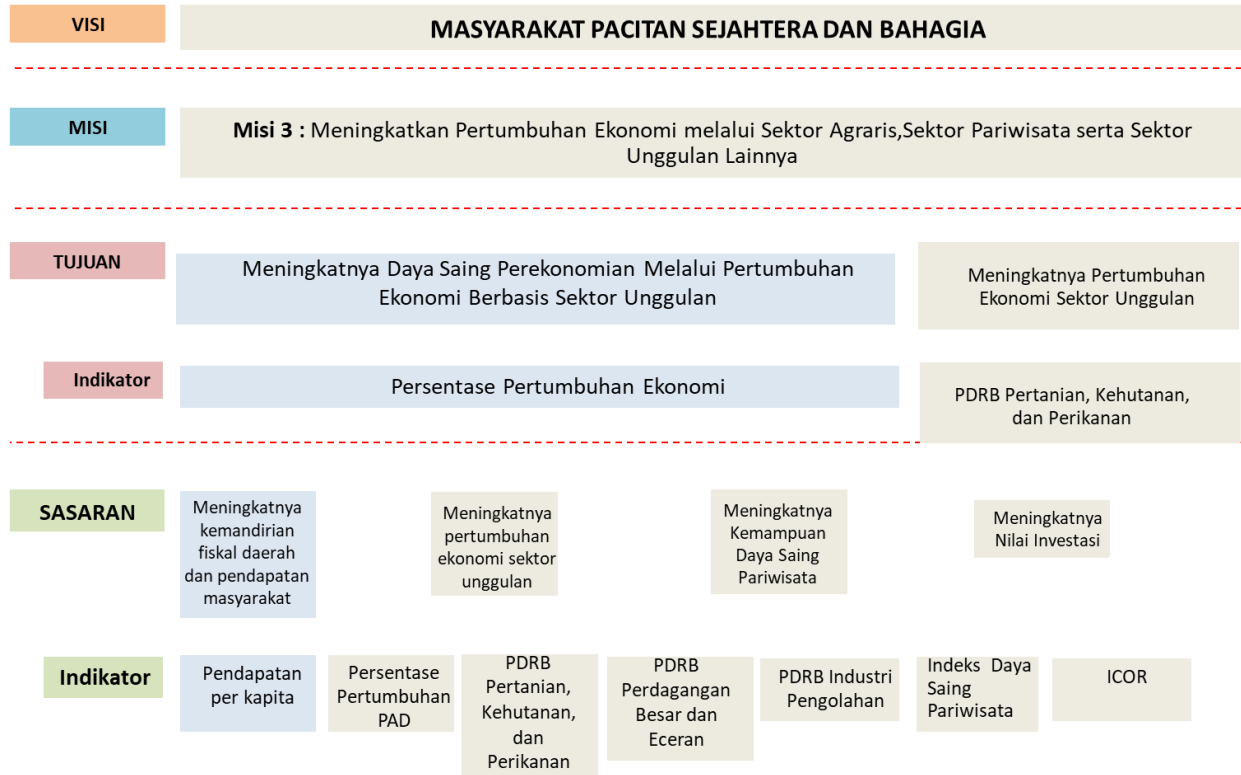 VISI
MASYARAKAT PACITAN SEJAHTERA DAN BAHAGIA
MISI
Misi 3 : Meningkatkan Pertumbuhan Ekonomi melalui Sektor Agraris,Sektor Pariwisata serta Sektor
Unggulan Lainnya
TUJUAN
Meningkatnya Daya Saing Perekonomian Melalui Pertumbuhan
Ekonomi Berbasis Sektor Unggulan
Meningkatnya Pertumbuhan
Ekonomi Sektor Unggulan
Indikator
Persentase Pertumbuhan Ekonomi
PDRB Pertanian, Kehutanan,
dan Perikanan
SASARAN
Meningkatnya
kemandirian
fiskal daerah
dan pendapatan
masyarakat
Meningkatnya
pertumbuhan
ekonomi sektor
unggulan
Meningkatnya
Kemampuan
Daya Saing
Pariwisata
Meningkatnya
Nilai Investasi
Indikator
Pendapatan
per kapita
Persentase
Pertumbuhan
PAD
PDRB
Pertanian,
Kehutanan,
dan
Perikanan
PDRB
Perdagangan
Besar dan
Eceran
PDRB Industri
Pengolahan
Indeks Daya
Saing
Pariwisata
ICOR